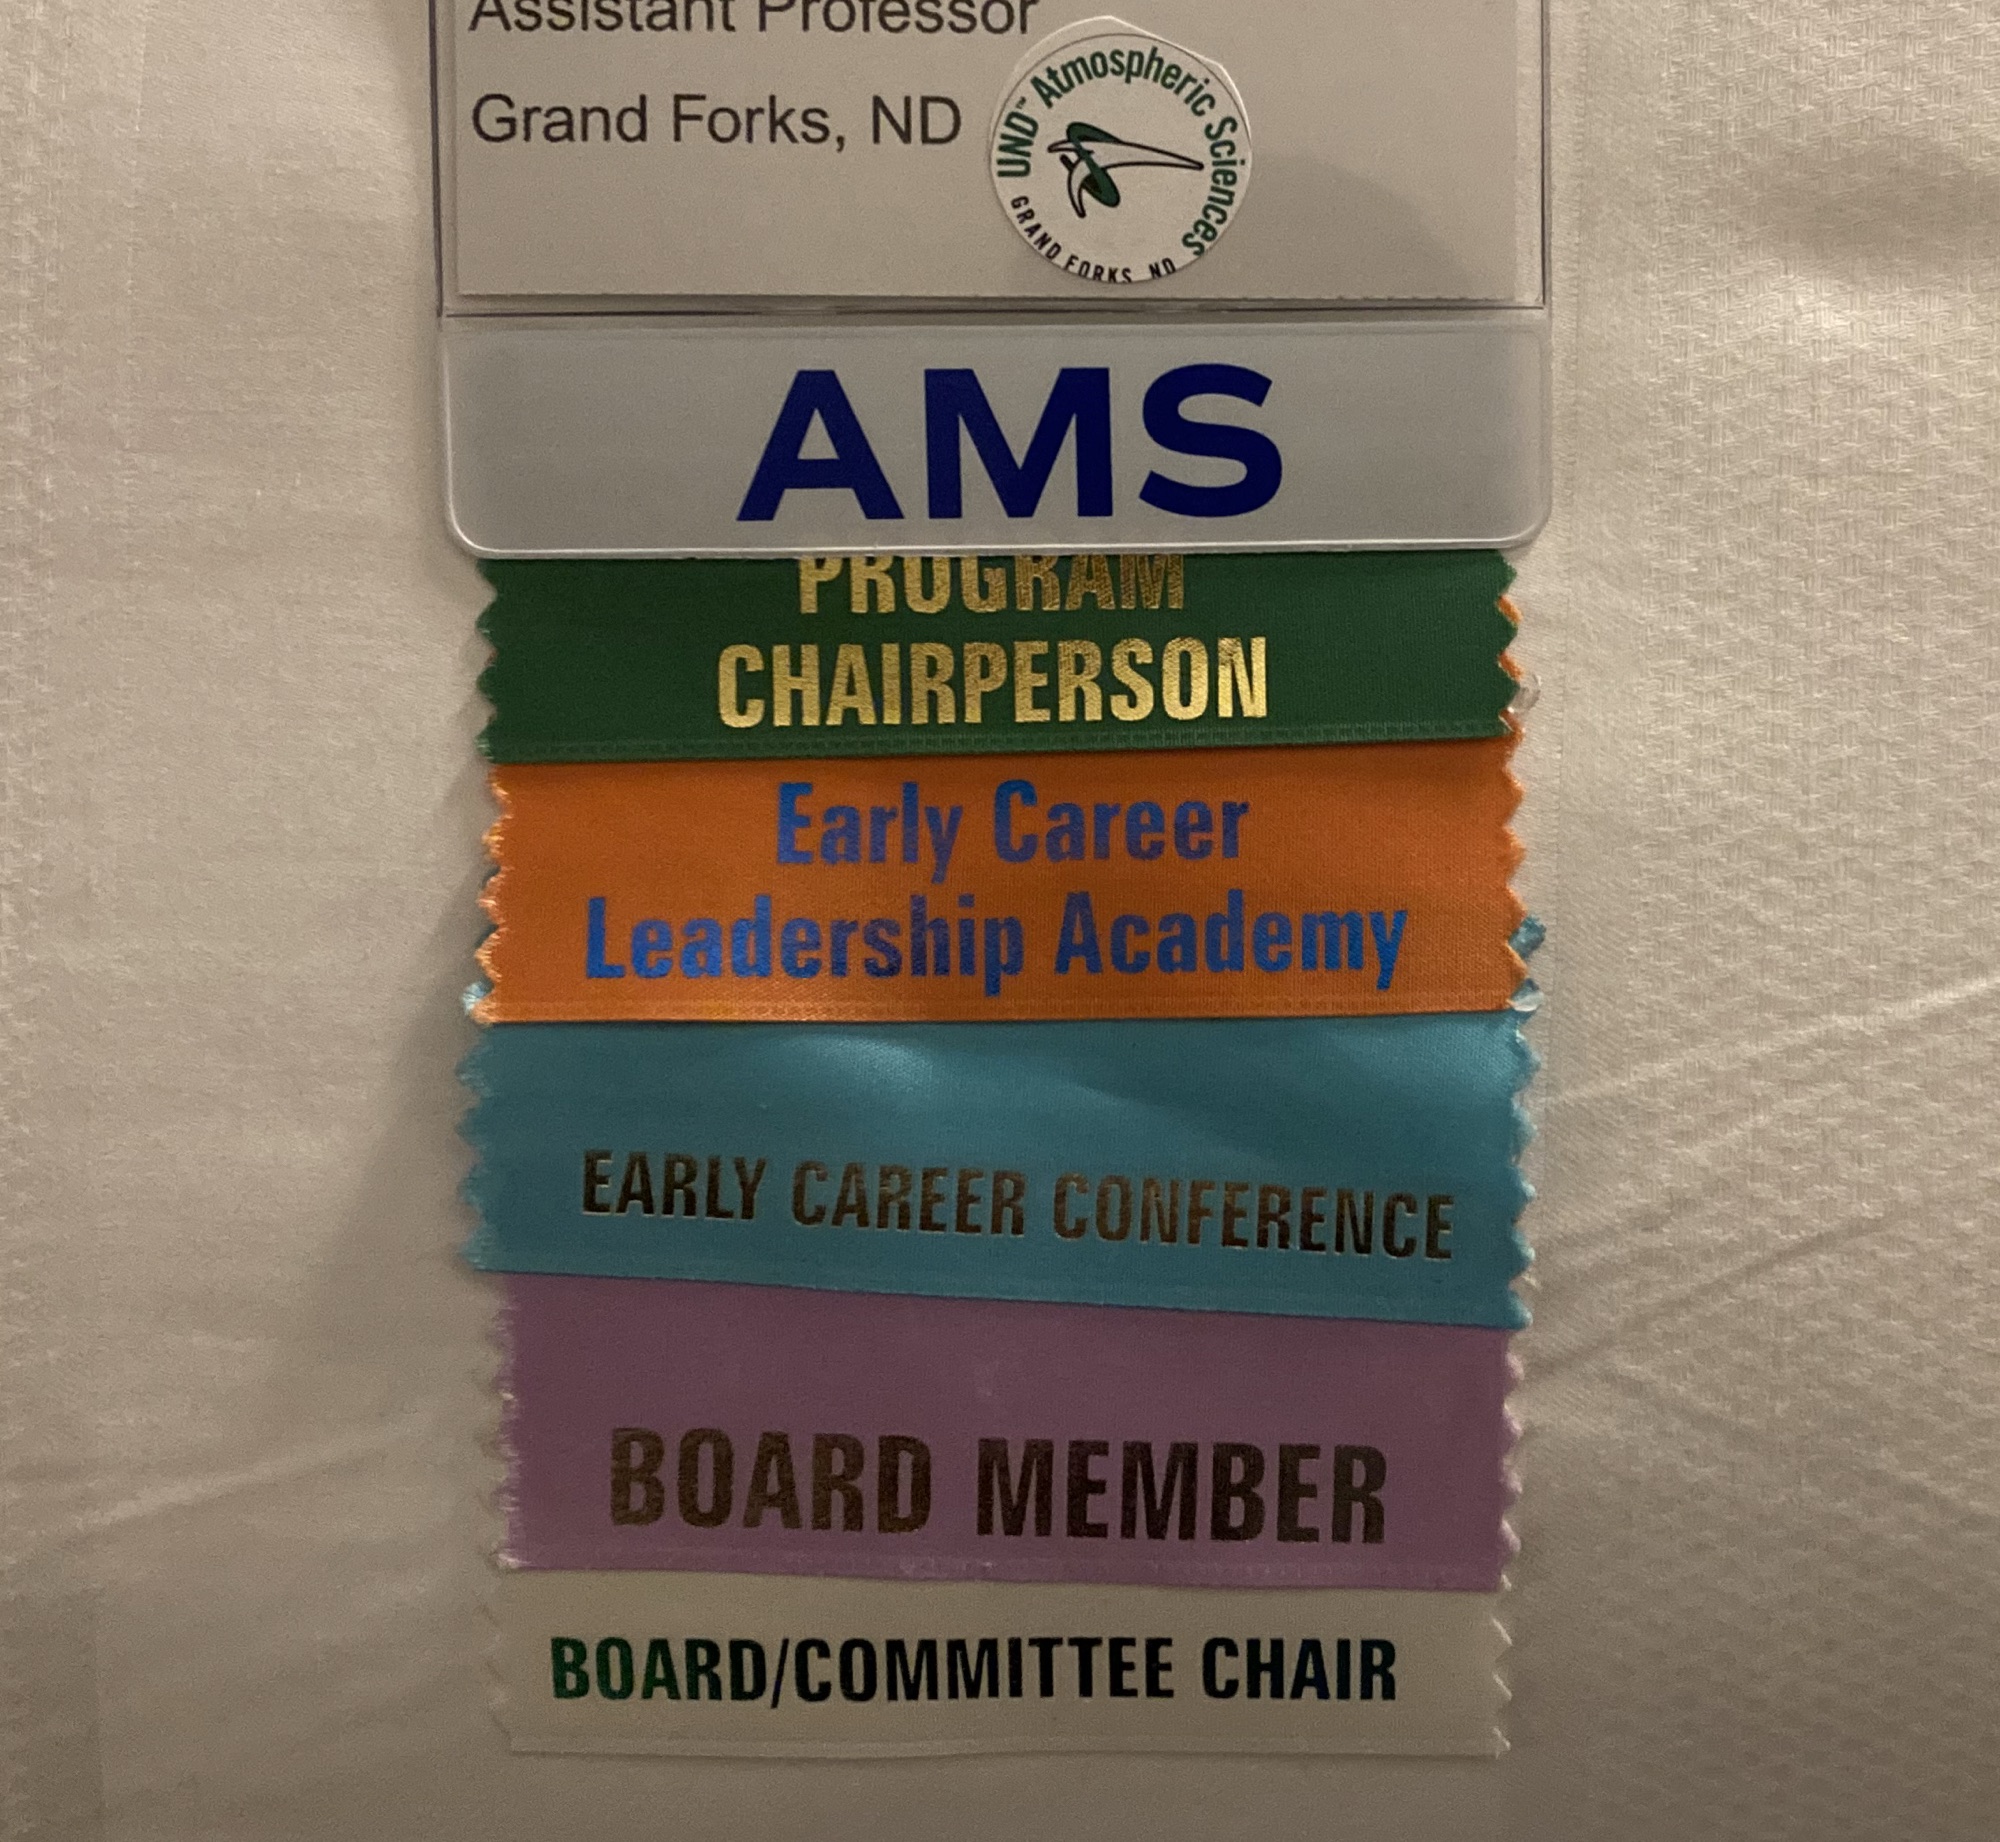 Assistant Professor
Grand Forks, ND
UND™ Atmospheric Sciences
GRAND FORKS, ND
AMS
PROGRAM
CHAIRPERSON
Early Career
Leadership Academy
EARLY CAREER CONFERENCE
BOARD MEMBER
BOARD/COMMITTEE CHAIR